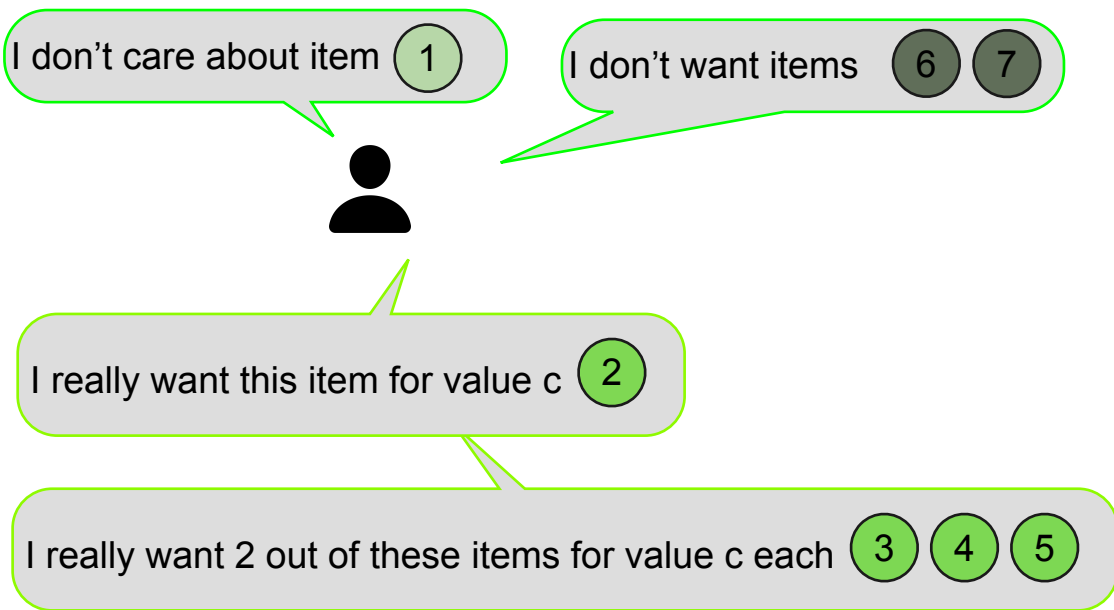 I don’t care about item 1
I don’t want items 6 7
I really want this item for value c 2
I really want 2 out of these items for value c each 3 4 5